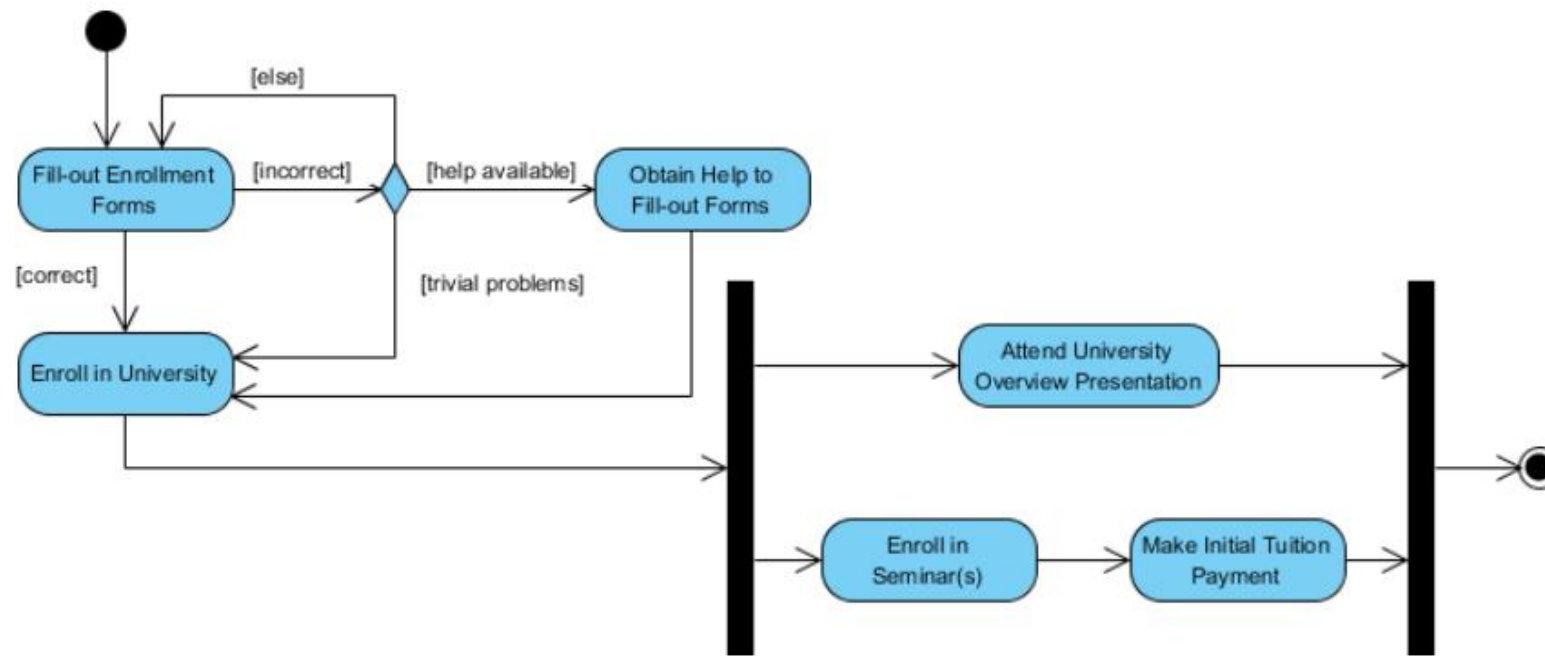 [else]
Fill-out Enrollment
Forms
[incorrect]
[help available]
Obtain Help to
Fill-out Forms
[correct]
[trivial problems]
Enroll in University
Attend University
Overview Presentation
Enroll in
Seminar(s)
Make Initial Tuition
Payment